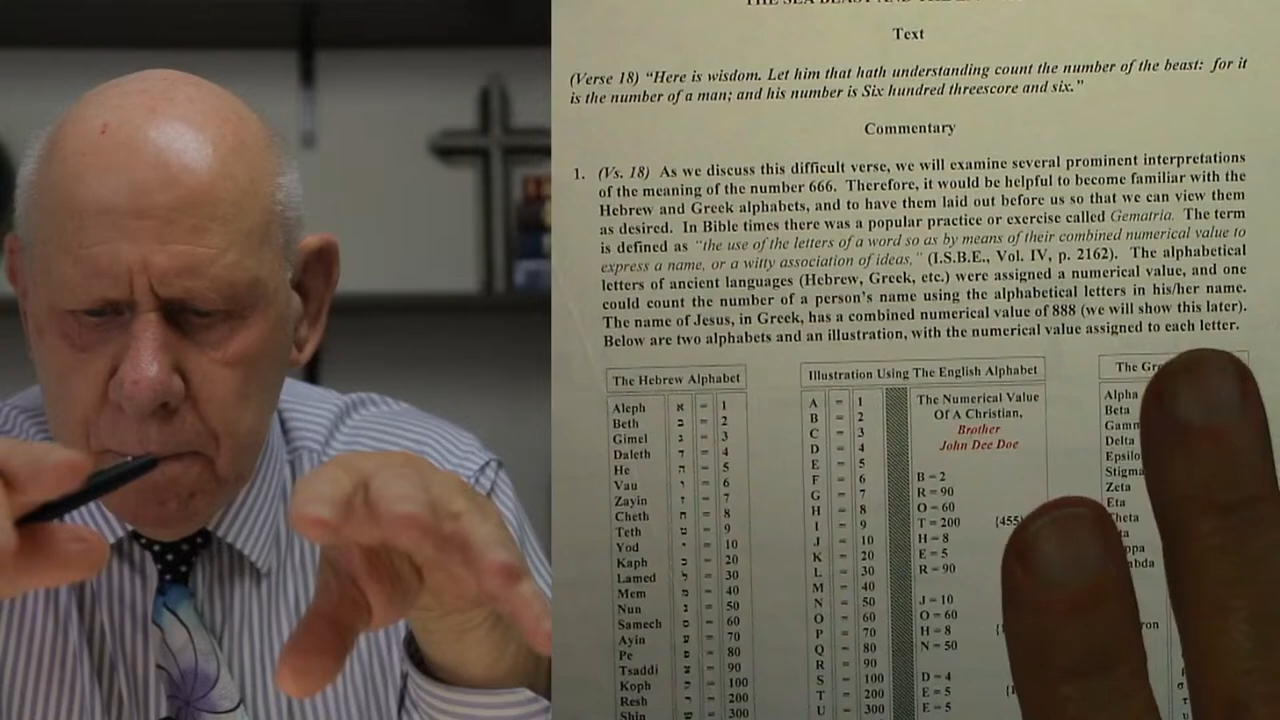 Text
(Verse 18) "Here is wisdom. Let him that hath understanding count the number of the beast: for it
is the number of a man; and his number is Six hundred threescore and six."
Commentary
1. (Vs. 18) As we discuss this difficult verse, we will examine several prominent interpretations
of the meaning of the number 666. Therefore, it would be helpful to become familiar with the
Hebrew and Greek alphabets, and to have them laid out before us so that we can view them
as desired. In Bible times there was a popular practice or exercise called Gematria. The term
is defined as "the use of the letters of a word so as by means of their combined numerical value to
express a name, or a witty association of ideas," (I.S.B.E., Vol. IV, p. 2162). The alphabetical
letters of ancient languages (Hebrew, Greek, etc.) were assigned a numerical value, and one
could count the number of a person's name using the alphabetical letters in his/her name.
The name of Jesus, in Greek, has a combined numerical value of 888 (we will show this later).
Below are two alphabets and an illustration, with the numerical value assigned to each letter.
The Hebrew Alphabet
Aleph א = 1
Beth ב = 2
Gimel ג = 3
Daleth ד = 4
He ה = 5
Vau ו = 6
Zayin ז = 7
Cheth ח = 8
Teth ט = 9
Yod י = 10
Kaph כ = 20
Lamed ל = 30
Mem מ = 40
Nun נ = 50
Samech ס = 60
Ayin ע = 70
Pe פ = 80
Tsaddi צ = 90
Koph ק = 100
Resh ר = 200
Shin ש = 300
Illustration Using The English Alphabet
A = 1
B = 2
C = 3
D = 4
E = 5
F = 6
G = 7
H = 8
I = 9
J = 10
K = 20
L = 30
M = 40
N = 50
O = 60
P = 70
Q = 80
R = 90
S = 100
T = 200
U = 300
The Numerical Value
Of A Christian,
Brother
John Dee Doe
B = 2
R = 90
O = 60
T = 200 {455}
H = 8
E = 5
R = 90
J = 10
O = 60
H = 8
N = 50
D = 4
E = 5
E = 5
The
Alpha
Beta
Delta
Stigma
Zeta
Eta